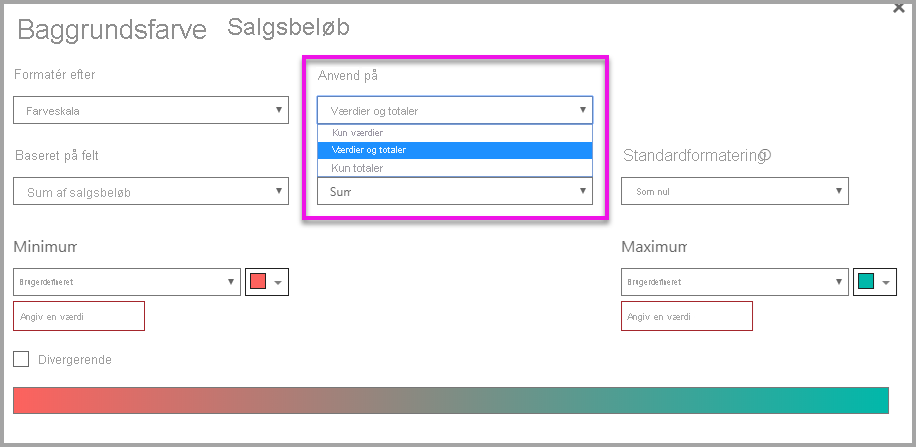 Baggrundsfarve Salgsbeløb
Formatér efter
Anvend på
Farveskala
Værdier og totaler
Kun værdier
Værdier og totaler
Kun totaler
Baseret på felt
Standardformatering
Sum af salgsbeløb
Sum
Som nul
Minimum
Maximum
Brugerdefineret
Brugerdefineret
Angiv en værdi
Angiv en værdi
Divergerende